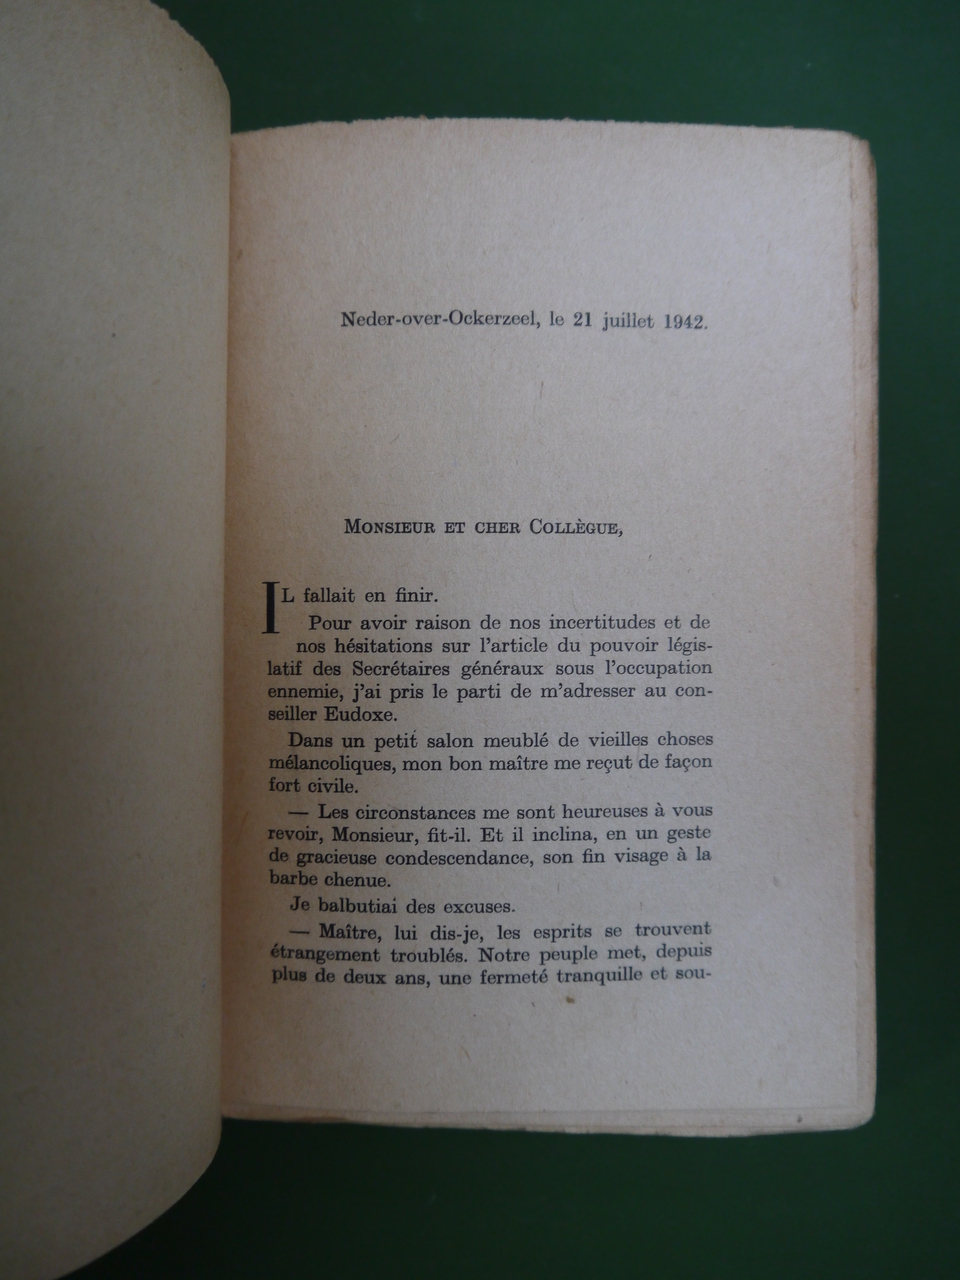 Neder-over-Ockerzeel, le 21 juillet 1942.
Monsieur et cher Collègue,
Il fallait en finir.
Pour avoir raison de nos incertitudes et de
nos hésitations sur l'article du pouvoir légis-
latif des Secrétaires généraux sous l'occupation
ennemie, j'ai pris le parti de m'adresser au con-
seiller Eudoxe.
Dans un petit salon meublé de vieilles choses
mélancoliques, mon bon maître me reçut de façon
fort civile.
— Les circonstances me sont heureuses à vous
revoir, Monsieur, fit-il. Et il inclina, en un geste
de gracieuse condescendance, son fin visage à la
barbe chenue.
Je balbutiai des excuses.
— Maître, lui dis-je, les esprits se trouvent
étrangement troublés. Notre peuple met, depuis
plus de deux ans, une fermeté tranquille et sou-